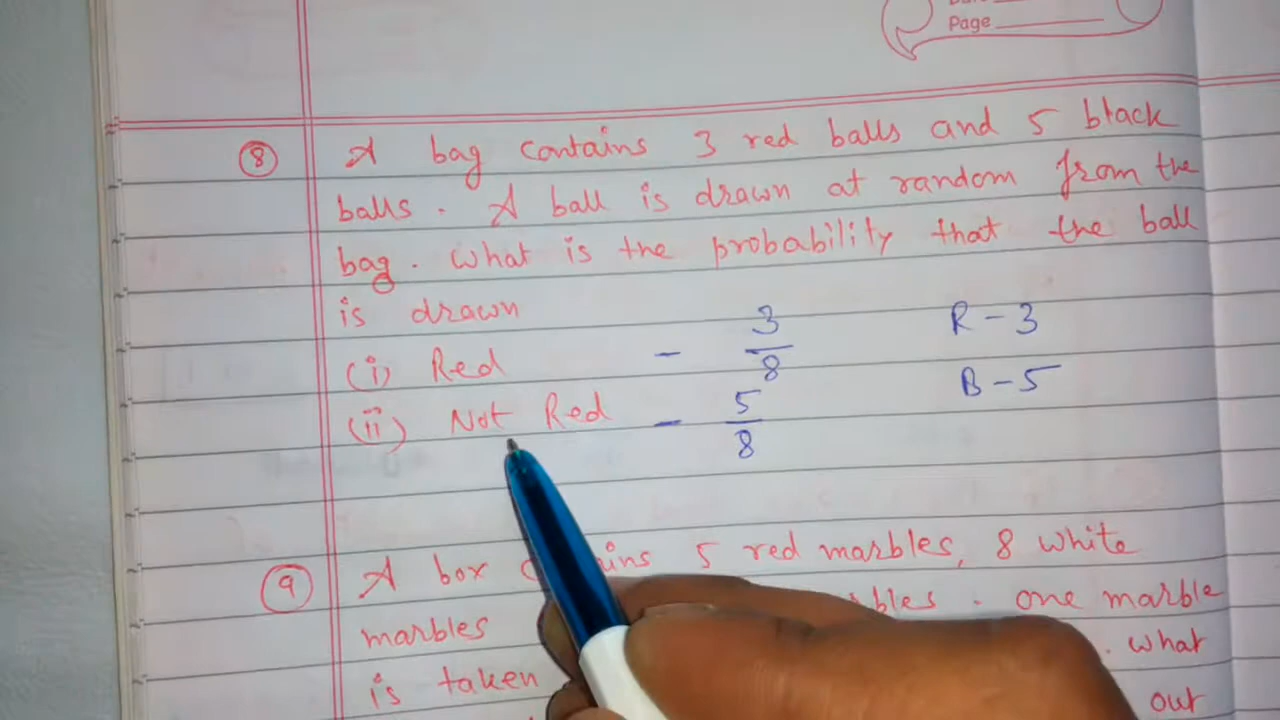 Page
⑧ A bag contains 3 red balls and 5 black
balls. A ball is drawn at random from the
bag. What is the probability that the ball
is drawn
(i) Red - 3/8 R - 3
(ii) Not Red - 5/8 B - 5
⑨ A box 5 red marbles, 8 white
marbles one marble
is taken what
out